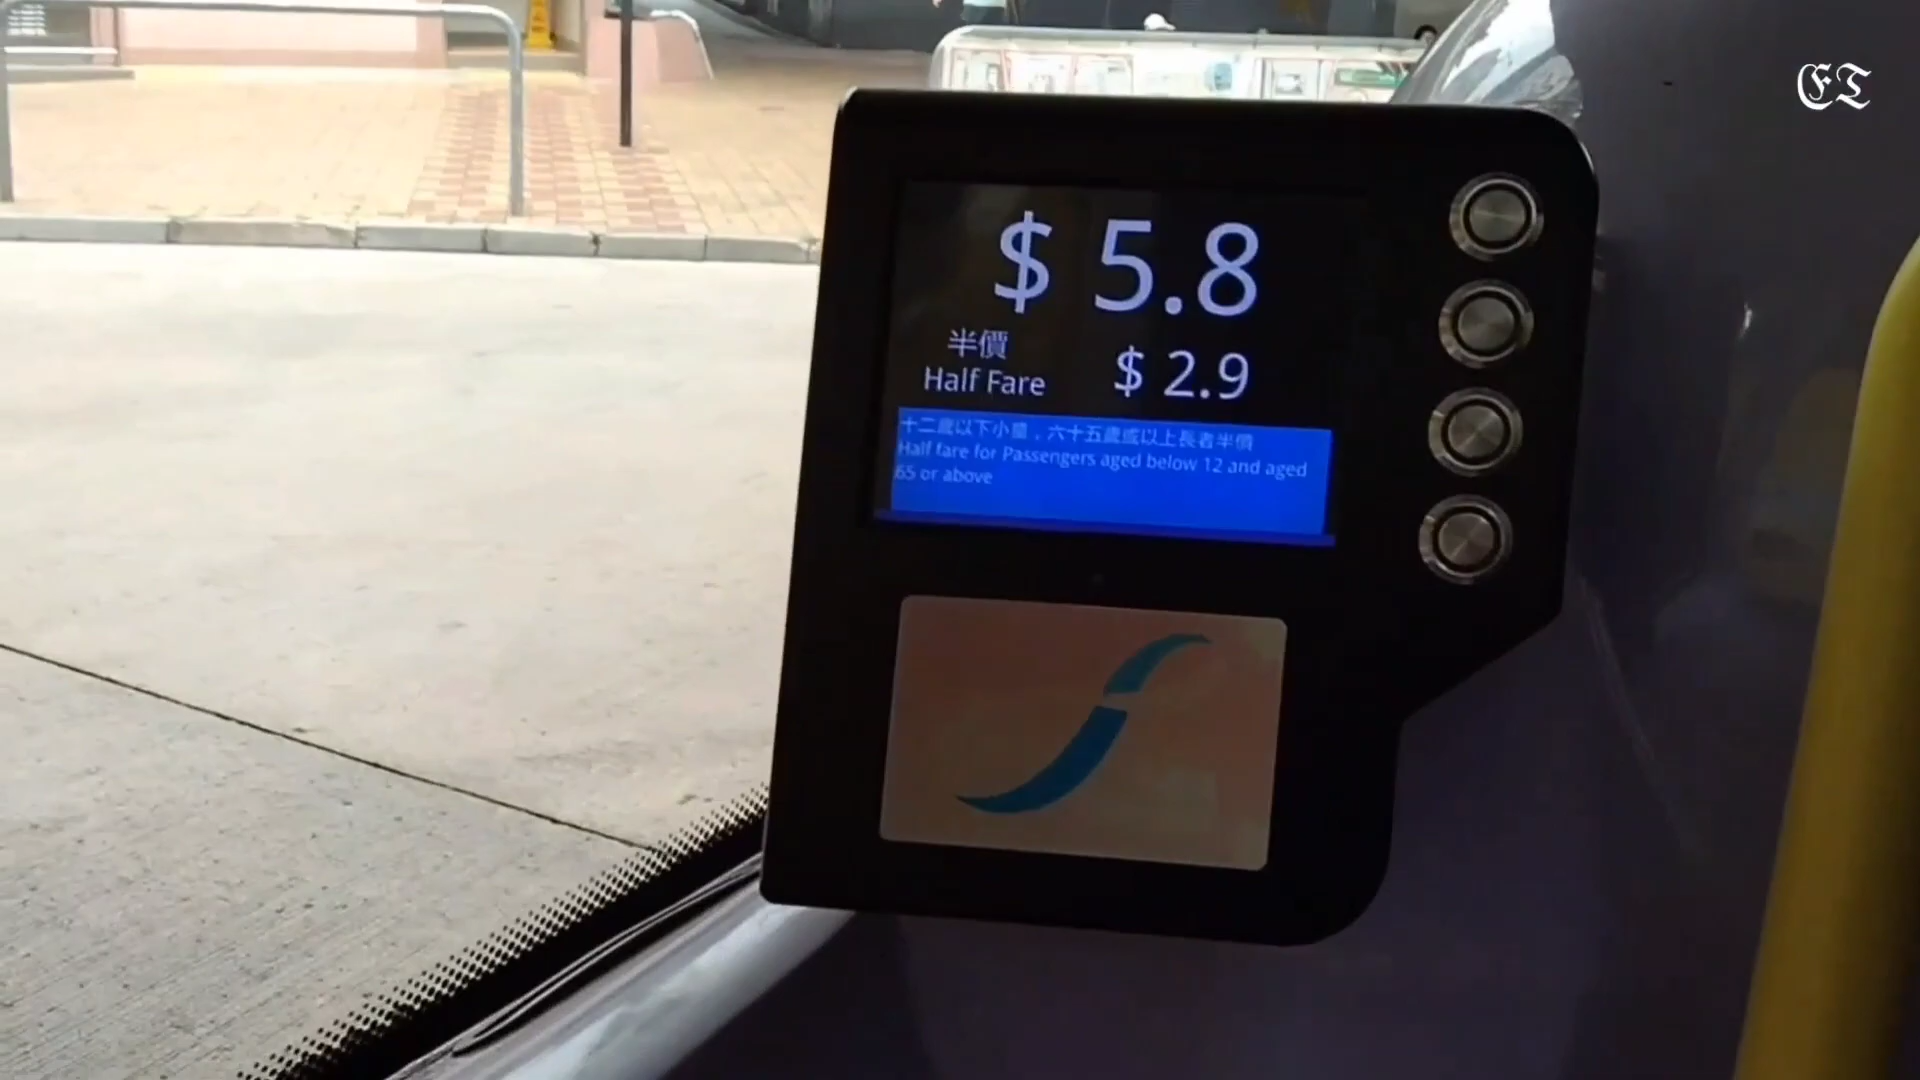 ET
$ 5.8
半價
Half Fare
$ 2.9
十二歲以下小童，六十五歲或以上長者半價
Half fare for Passengers aged below 12 and aged
65 or above